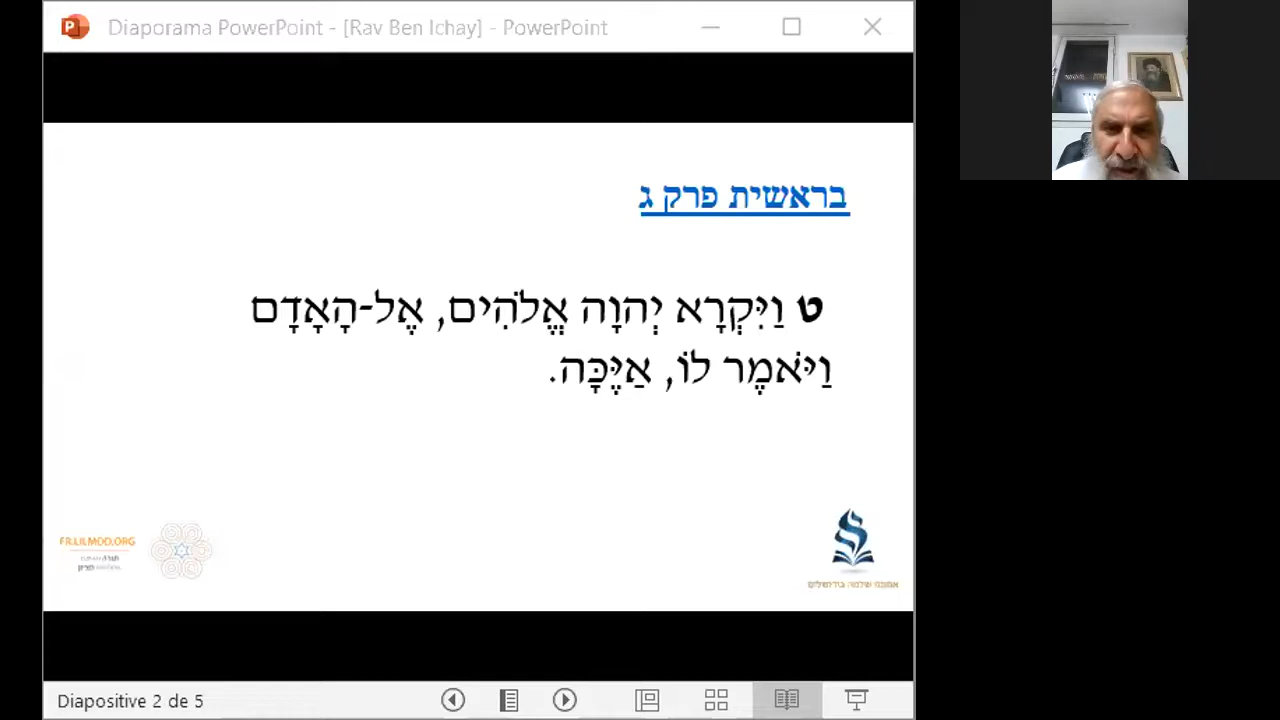 Diaporama PowerPoint - [Rav Ben Ichay] - PowerPoint
בראשית פרק ג
ט וַיִּקְרָא יְהוָה אֱלֹהִים, אֶל-הָאָדָם
וַיֹּאמֶר לוֹ, אַיֶּכָּה.
FR.LILMOD.ORG
Diapositive 2 de 5